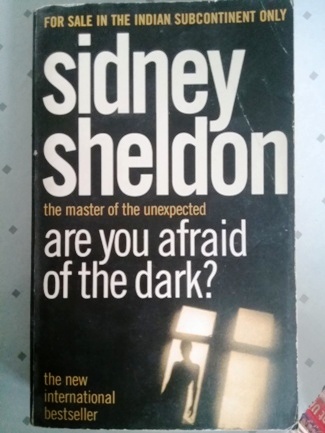 FOR SALE IN THE INDIAN SUBCONTINENT ONLY
sidney
sheldon
the master of the unexpected
are you afraid
of the dark?
the new
international
bestseller